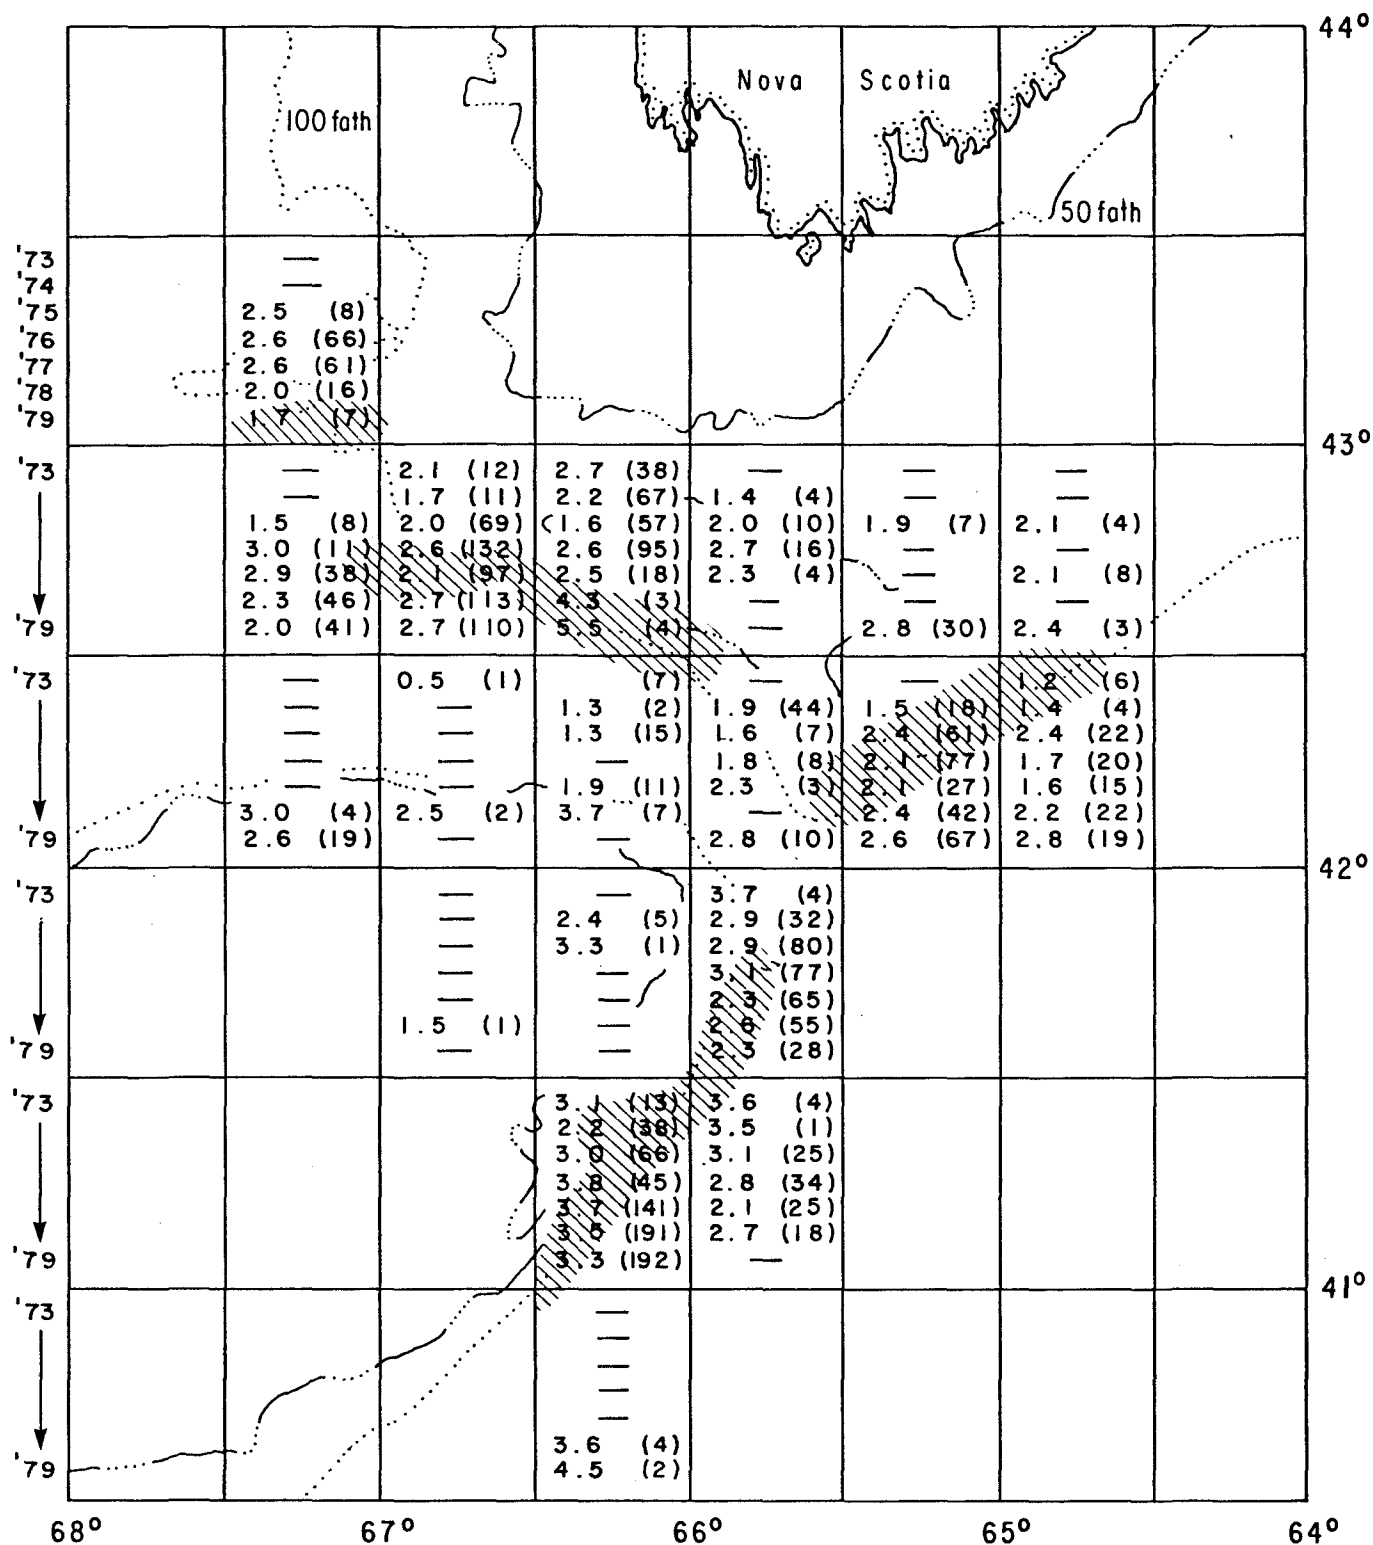 44°
Nova Scotia
100 fath
50 fath
'73 —
'74 —
'75 2.5 (8)
'76 2.6 (66)
'77 2.6 (61)
'78 2.0 (16)
'79 1.7 (7)
43°
'73 — 2.1 (12) 2.7 (38) — — —
— 1.7 (11) 2.2 (67) 1.4 (4) — —
1.5 (8) 2.0 (69) 1.6 (57) 2.0 (10) 1.9 (7) 2.1 (4)
3.0 (11) 2.6 (132) 2.6 (95) 2.7 (16) — —
2.9 (38) 2.1 (97) 2.5 (18) 2.3 (4) — 2.1 (8)
2.3 (46) 2.7 (113) 4.3 (3) — — —
'79 2.0 (41) 2.7 (110) 5.5 (4) — 2.8 (30) 2.4 (3)
'73 — 0.5 (1) (7) — — 1.2 (6)
— — 1.3 (2) 1.9 (44) 1.5 (18) 1.4 (4)
— — 1.3 (15) 1.6 (7) 2.4 (61) 2.4 (22)
— — — 1.8 (8) 2.1 (77) 1.7 (20)
— — 1.9 (11) 2.3 (3) 2.1 (27) 1.6 (15)
3.0 (4) 2.5 (2) 3.7 (7) — 2.4 (42) 2.2 (22)
'79 2.6 (19) — — 2.8 (10) 2.6 (67) 2.8 (19)
42°
'73 — — 3.7 (4)
— 2.4 (5) 2.9 (32)
— 3.3 (1) 2.9 (80)
— — 3.1 (77)
— — 2.3 (65)
1.5 (1) — 2.6 (55)
'79 — — 2.3 (28)
'73 3.1 (13) 3.6 (4)
2.2 (38) 3.5 (1)
3.0 (66) 3.1 (25)
3.8 (45) 2.8 (34)
3.7 (141) 2.1 (25)
3.5 (191) 2.7 (18)
'79 3.3 (192) —
41°
'73 —
—
—
—
—
3.6 (4)
'79 4.5 (2)
68° 67° 66° 65° 64°